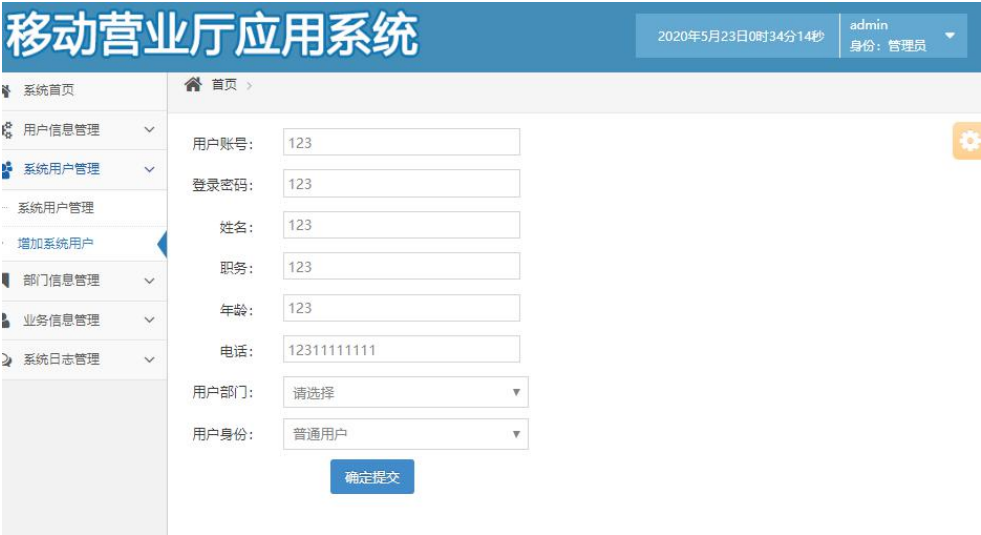 移动营业厅应用系统
2020年5月23日0时34分14秒
admin
身份：管理员
系统首页
用户信息管理
系统用户管理
系统用户管理
增加系统用户
部门信息管理
业务信息管理
系统日志管理
首页 >
用户账号： 123
登录密码： 123
姓名： 123
职务： 123
年龄： 123
电话： 12311111111
用户部门： 请选择
用户身份： 普通用户
确定提交